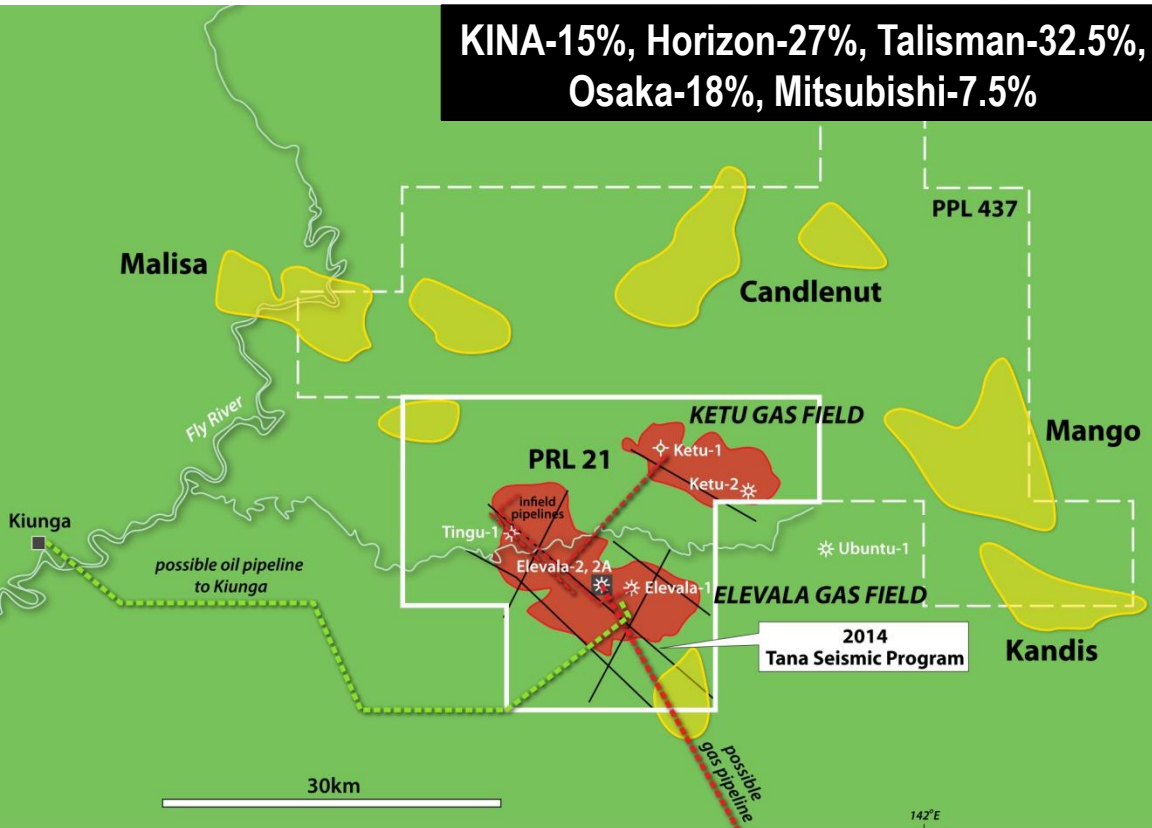 KINA-15%, Horizon-27%, Talisman-32.5%,
Osaka-18%, Mitsubishi-7.5%
PPL 437
Malisa
Candlenut
Fly River
KETU GAS FIELD
Mango
Ketu-1
PRL 21
Ketu-2
infield
pipelines
Kiunga
Tingu-1
Ubuntu-1
possible oil pipeline
to Kiunga
Elevala-2, 2A
Elevala-1
ELEVALA GAS FIELD
2014
Tana Seismic Program
Kandis
possible
gas pipeline
30km
142°E